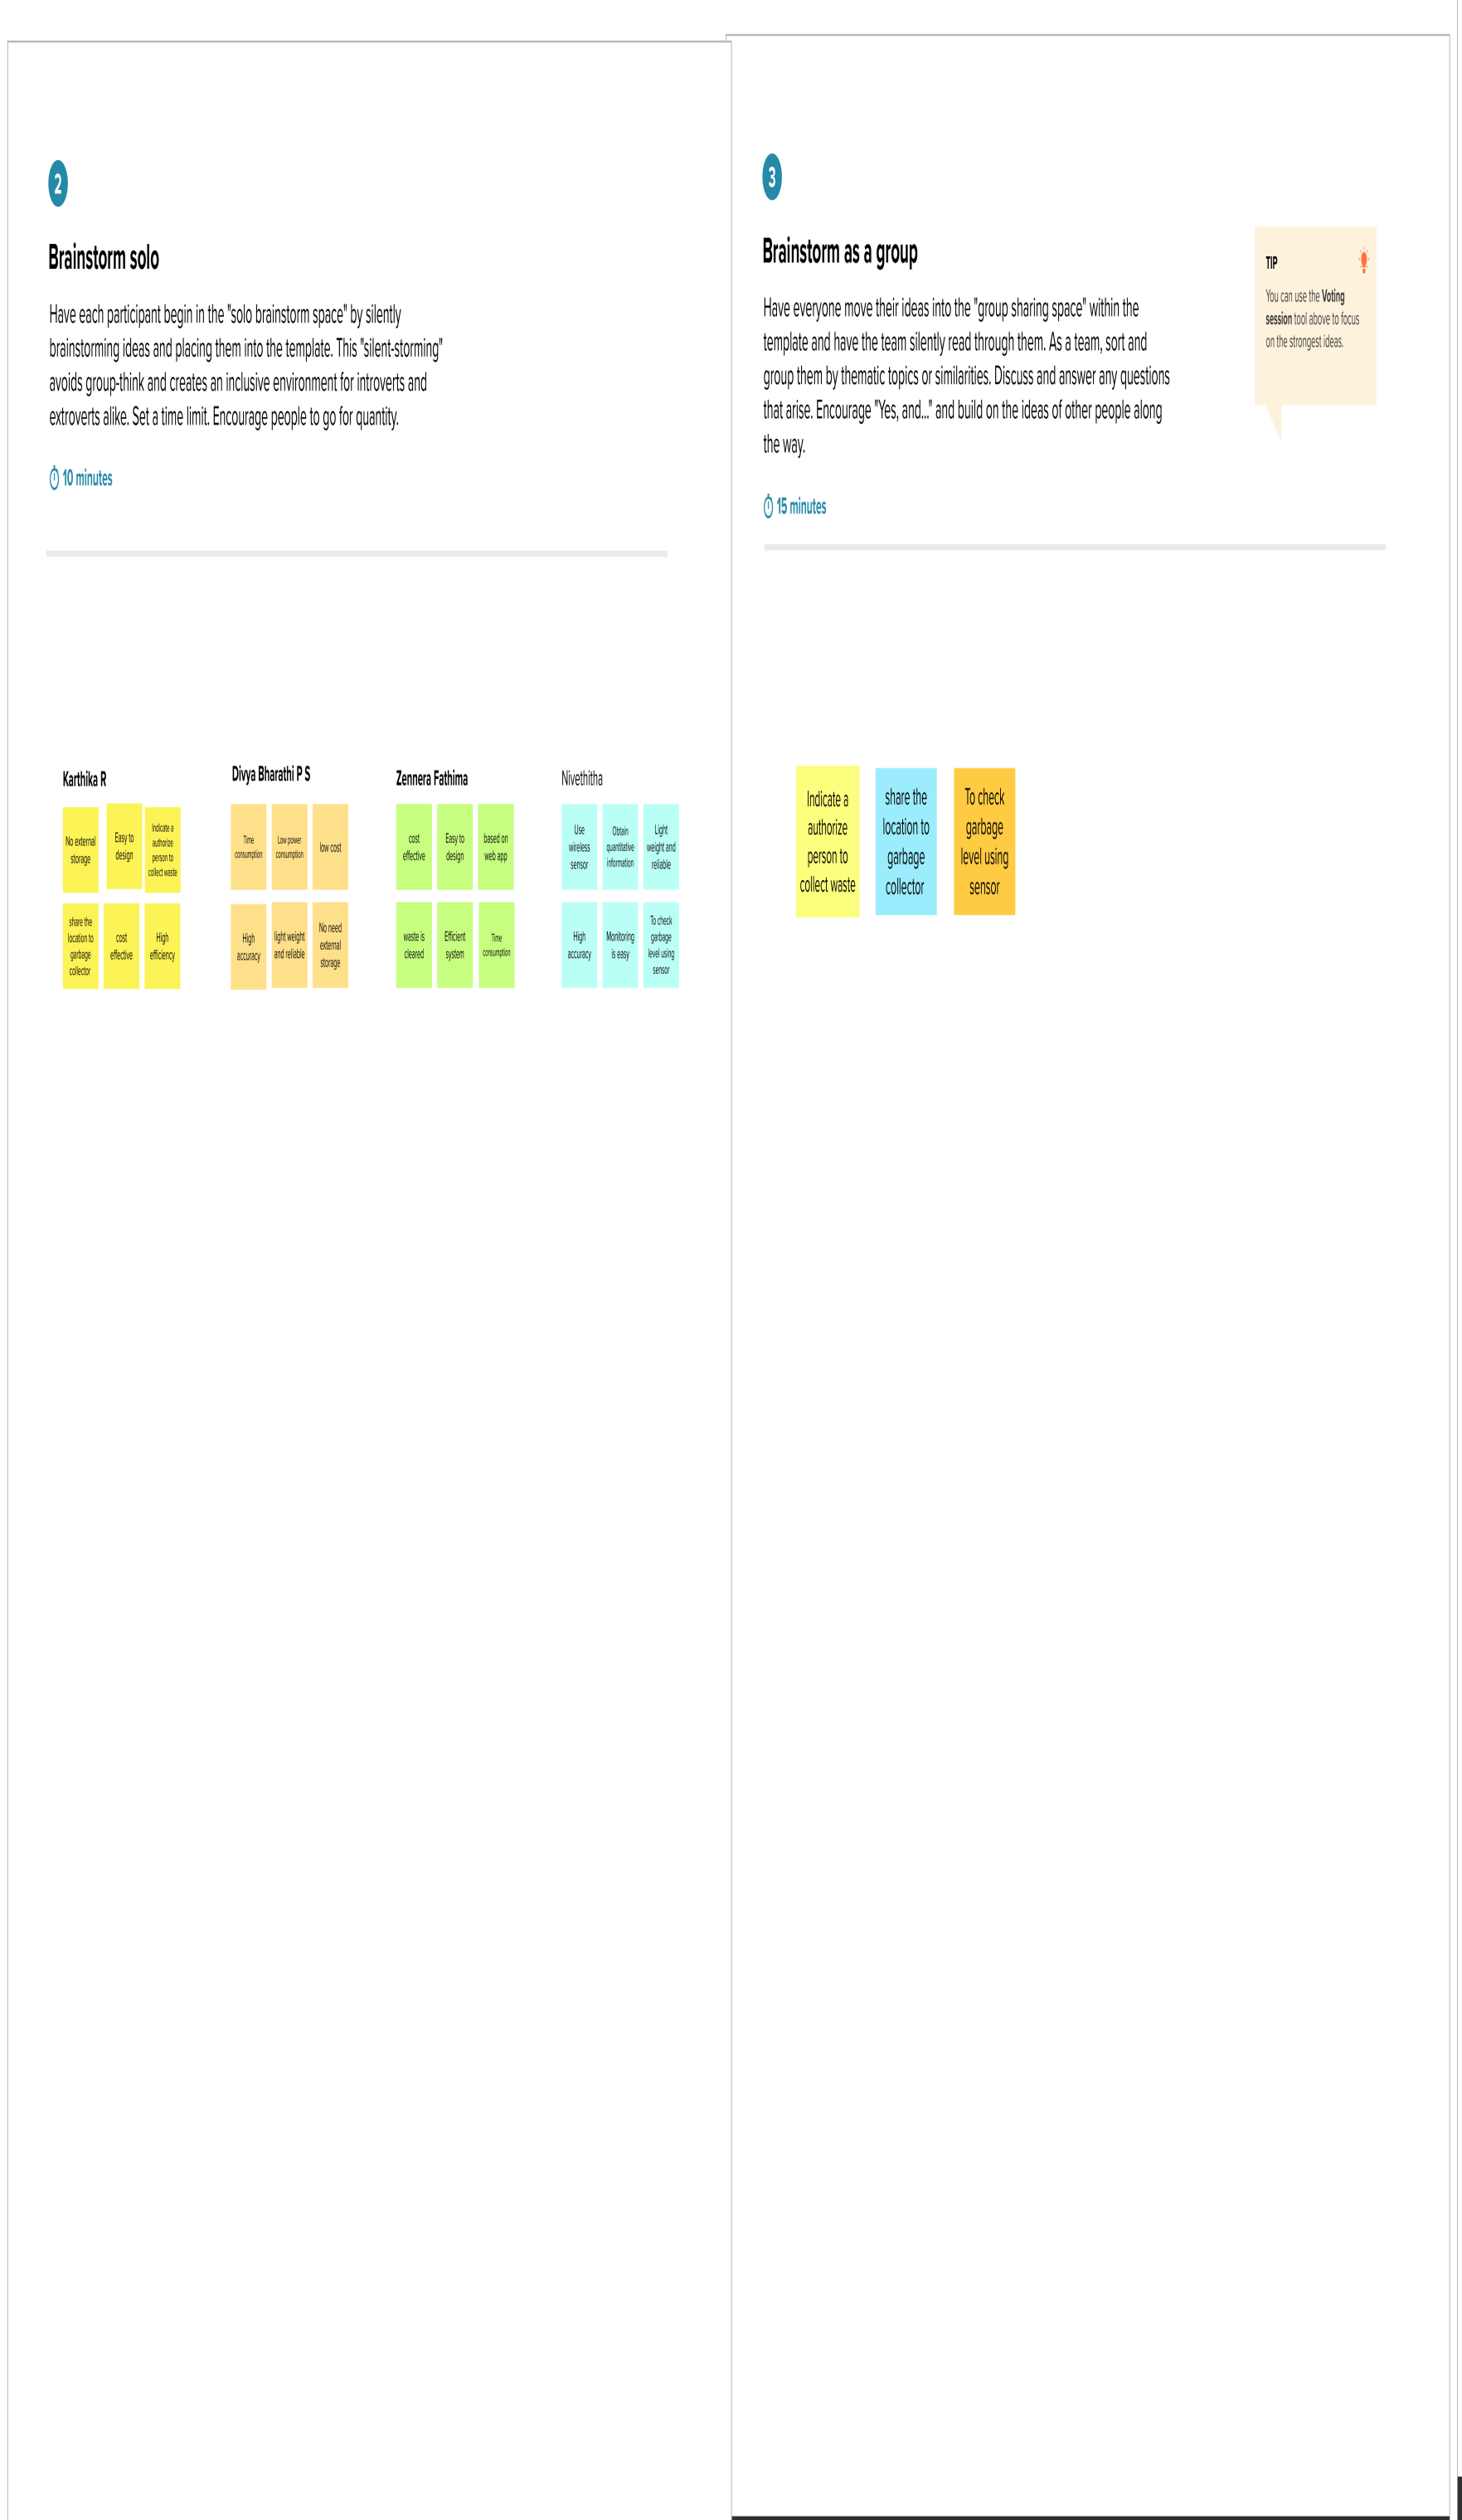 2
Brainstorm solo
Have each participant begin in the "solo brainstorm space" by silently
brainstorming ideas and placing them into the template. This "silent-storming"
avoids group-think and creates an inclusive environment for introverts and
extroverts alike. Set a time limit. Encourage people to go for quantity.
10 minutes
Karthika R
No external
storage
Easy to
design
Indicate a
authorize
person to
collect waste
share the
location to
garbage
collector
cost
effective
High
efficiency
Divya Bharathi P S
Time
consumption
Low power
consumption
low cost
High
accuracy
light weight
and reliable
No need
external
storage
Zennera Fathima
cost
effective
Easy to
design
based on
web app
waste is
cleared
Efficient
system
Time
consumption
Nivethitha
Use
wireless
sensor
Obtain
quantitative
information
Light
weight and
reliable
High
accuracy
Monitoring
is easy
To check
garbage
level using
sensor
3
Brainstorm as a group
Have everyone move their ideas into the "group sharing space" within the
template and have the team silently read through them. As a team, sort and
group them by thematic topics or similarities. Discuss and answer any questions
that arise. Encourage "Yes, and..." and build on the ideas of other people along
the way.
15 minutes
TIP
You can use the Voting
session tool above to focus
on the strongest ideas.
Indicate a
authorize
person to
collect waste
share the
location to
garbage
collector
To check
garbage
level using
sensor